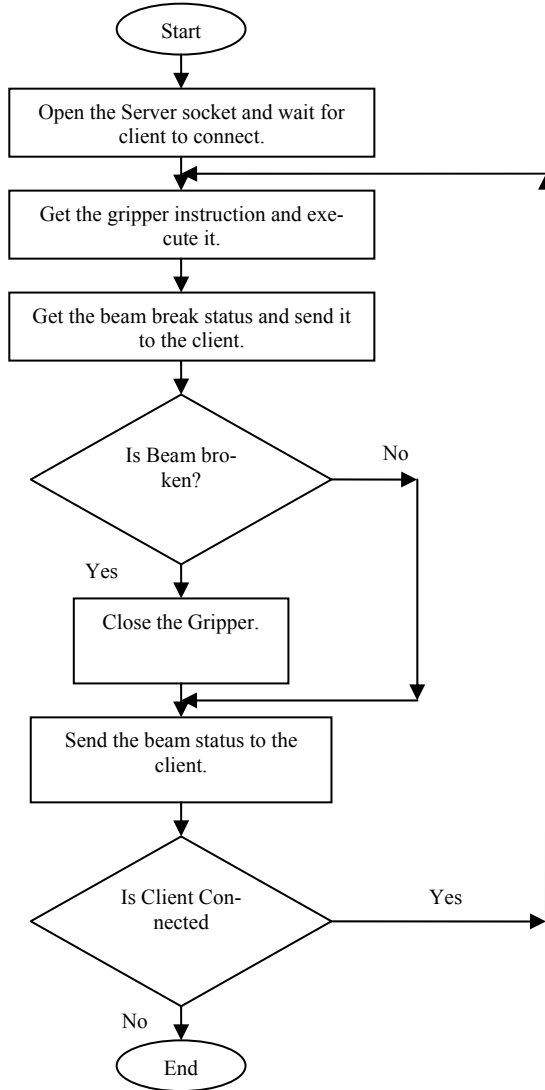 Start
Open the Server socket and wait for
client to connect.
Get the gripper instruction and exe-
cute it.
Get the beam break status and send it
to the client.
Is Beam bro-
ken?
No
Yes
Close the Gripper.
Send the beam status to the
client.
Is Client Con-
nected
Yes
No
End